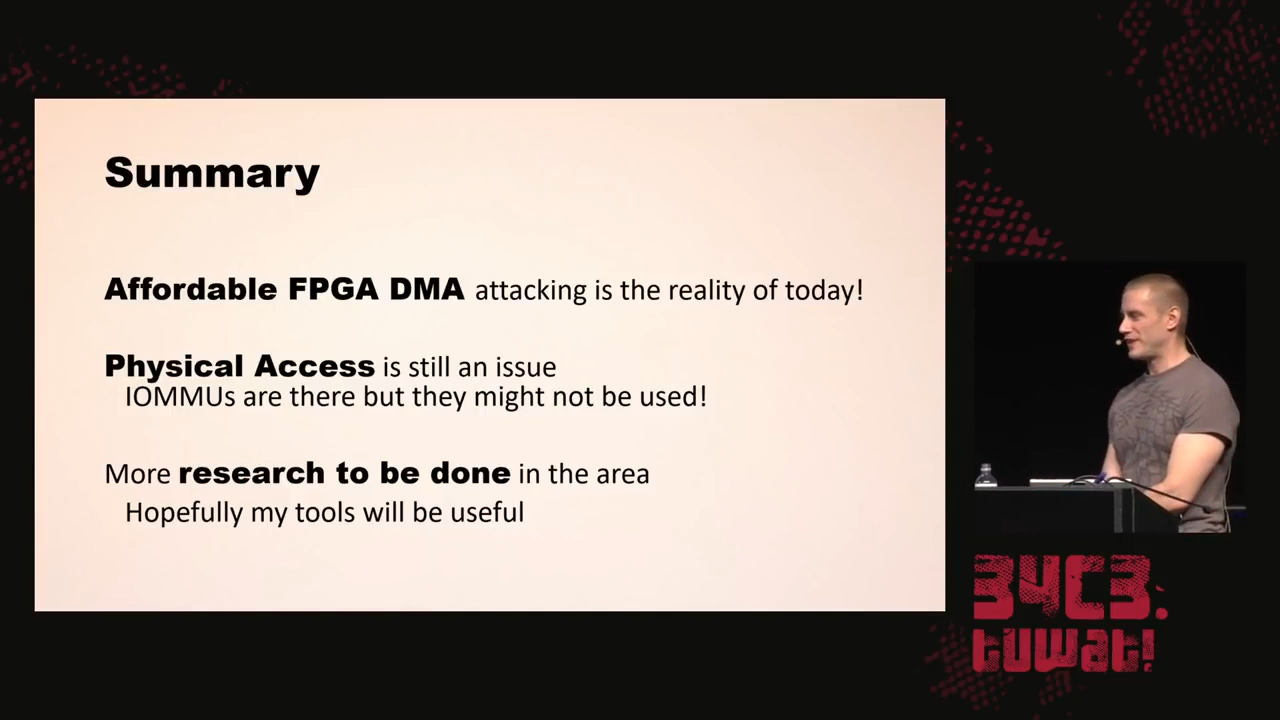 Summary
Affordable FPGA DMA attacking is the reality of today!
Physical Access is still an issue
IOMMUs are there but they might not be used!
More research to be done in the area
Hopefully my tools will be useful
34C3.
tuwat!